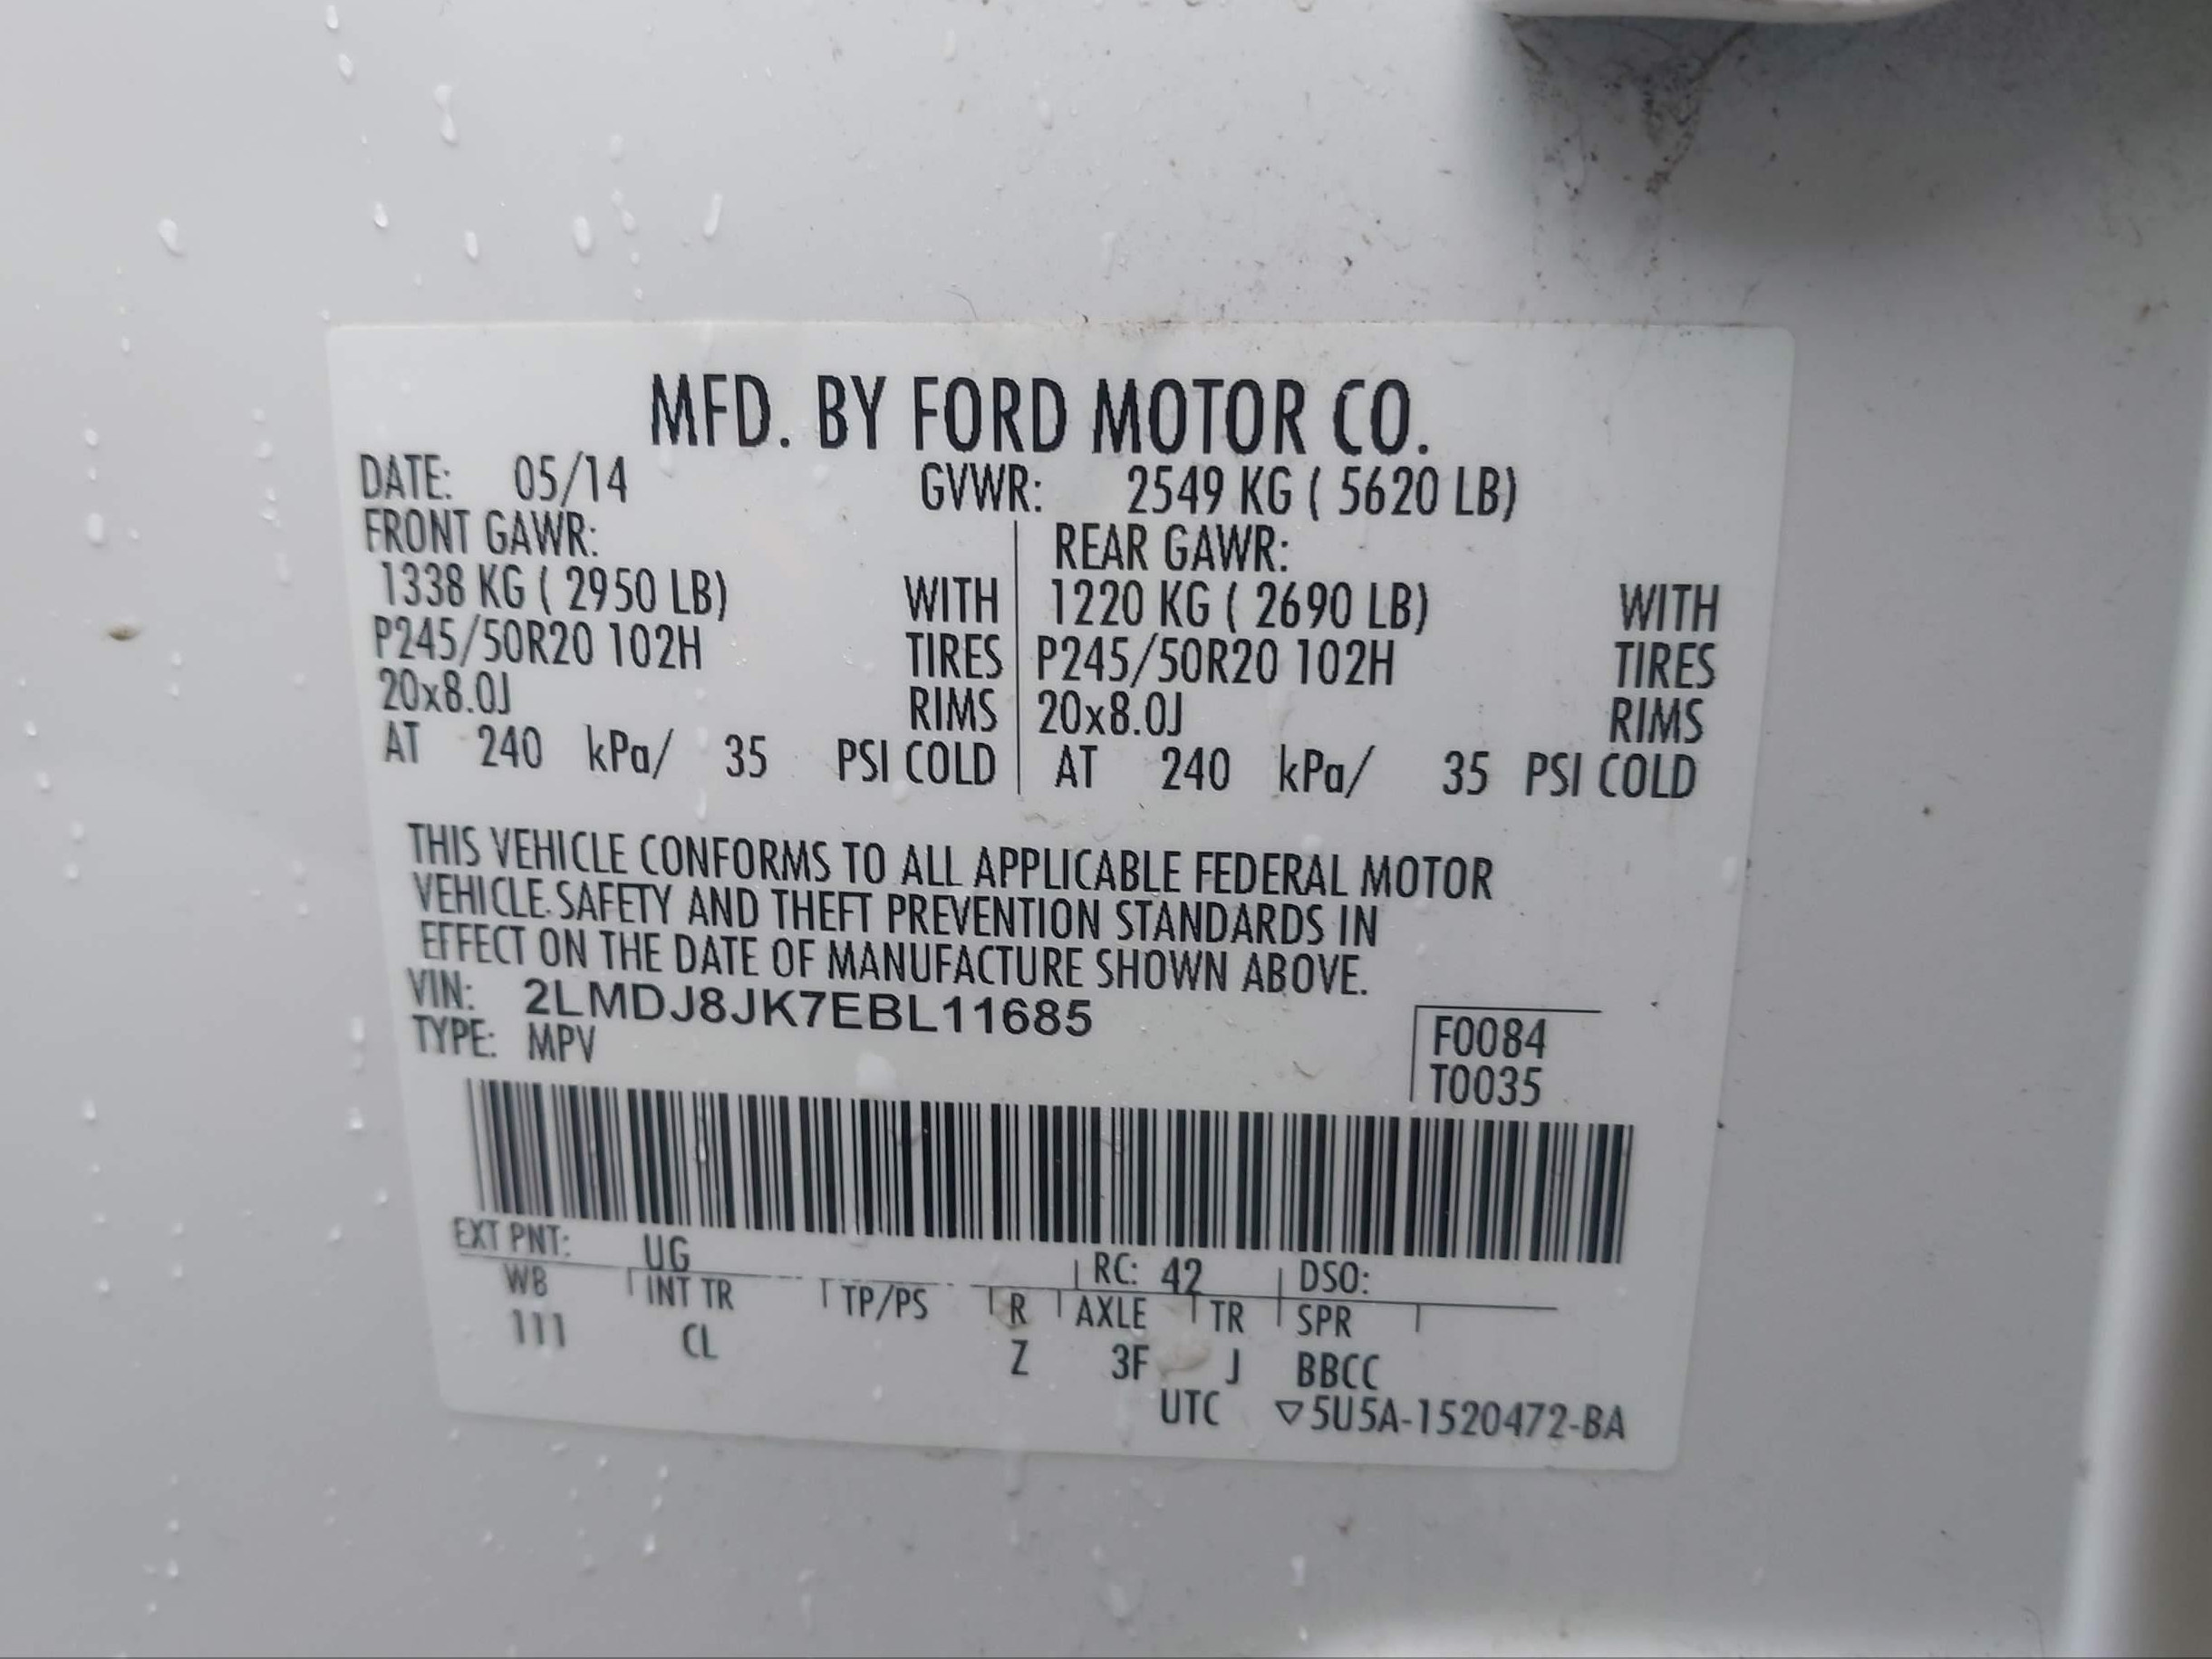 MFD. BY FORD MOTOR CO.
DATE: 05/14 GVWR: 2549 KG ( 5620 LB)
FRONT GAWR: REAR GAWR:
1338 KG ( 2950 LB) WITH 1220 KG ( 2690 LB) WITH
P245/50R20 102H TIRES P245/50R20 102H TIRES
20x8.0J RIMS 20x8.0J RIMS
AT 240 kPa/ 35 PSI COLD AT 240 kPa/ 35 PSI COLD
THIS VEHICLE CONFORMS TO ALL APPLICABLE FEDERAL MOTOR
VEHICLE SAFETY AND THEFT PREVENTION STANDARDS IN
EFFECT ON THE DATE OF MANUFACTURE SHOWN ABOVE.
VIN: 2LMDJ8JK7EBL11685
TYPE: MPV
F0084
T0035
EXT PNT: UG RC: 42 DSO:
WB INT TR TP/PS R AXLE TR SPR
111 CL Z 3F J BBCC
UTC ▽5U5A-1520472-BA